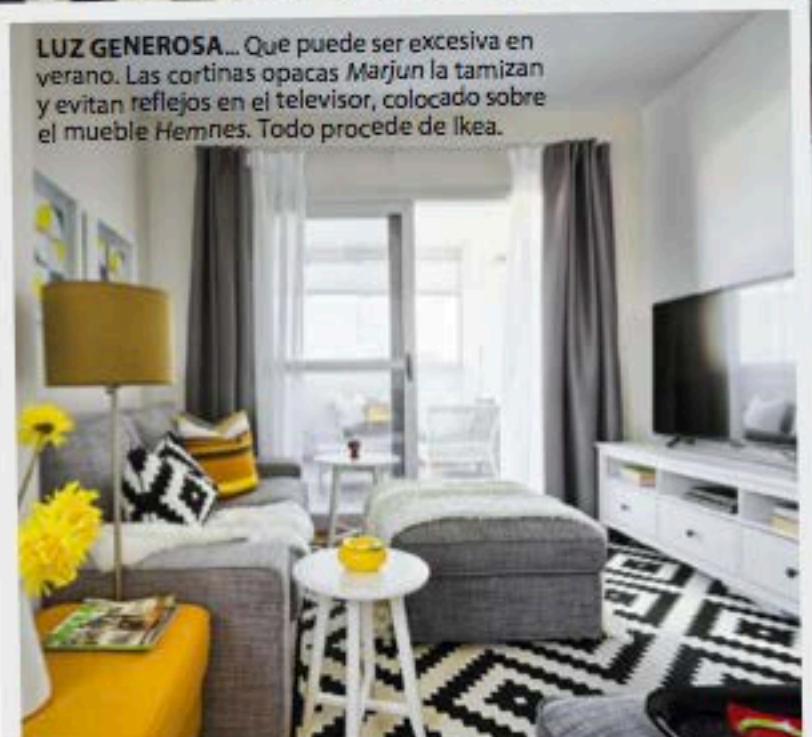 LUZ GENEROSA... Que puede ser excesiva en
verano. Las cortinas opacas Marjun la tamizan
y evitan reflejos en el televisor, colocado sobre
el mueble Hemnes. Todo procede de Ikea.